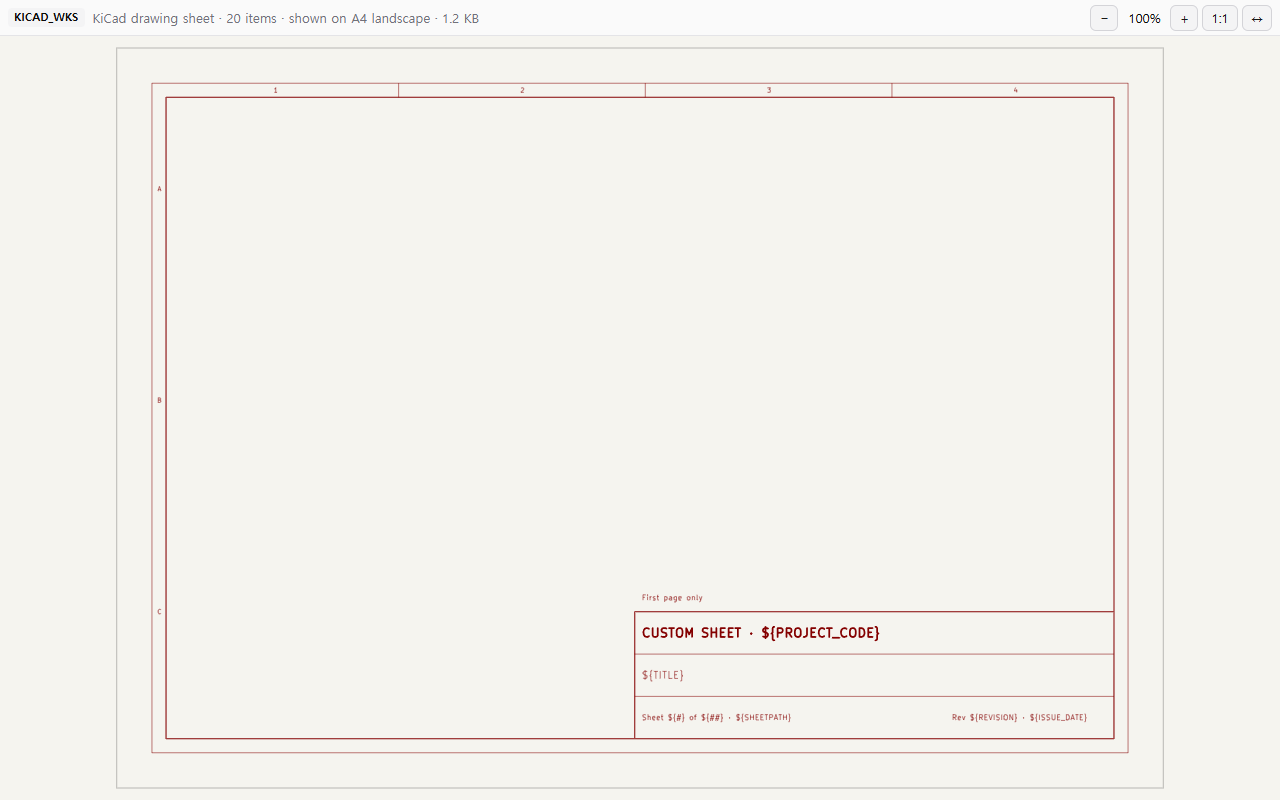 KICAD_WKS KiCad drawing sheet · 20 items · shown on A4 landscape · 1.2 KB − 100% + 1:1 ↔
1 2 3 4
A
B
C
First page only
CUSTOM SHEET · ${PROJECT_CODE}
${TITLE}
Sheet ${#} of ${##} · ${SHEETPATH} Rev ${REVISION} · ${ISSUE_DATE}